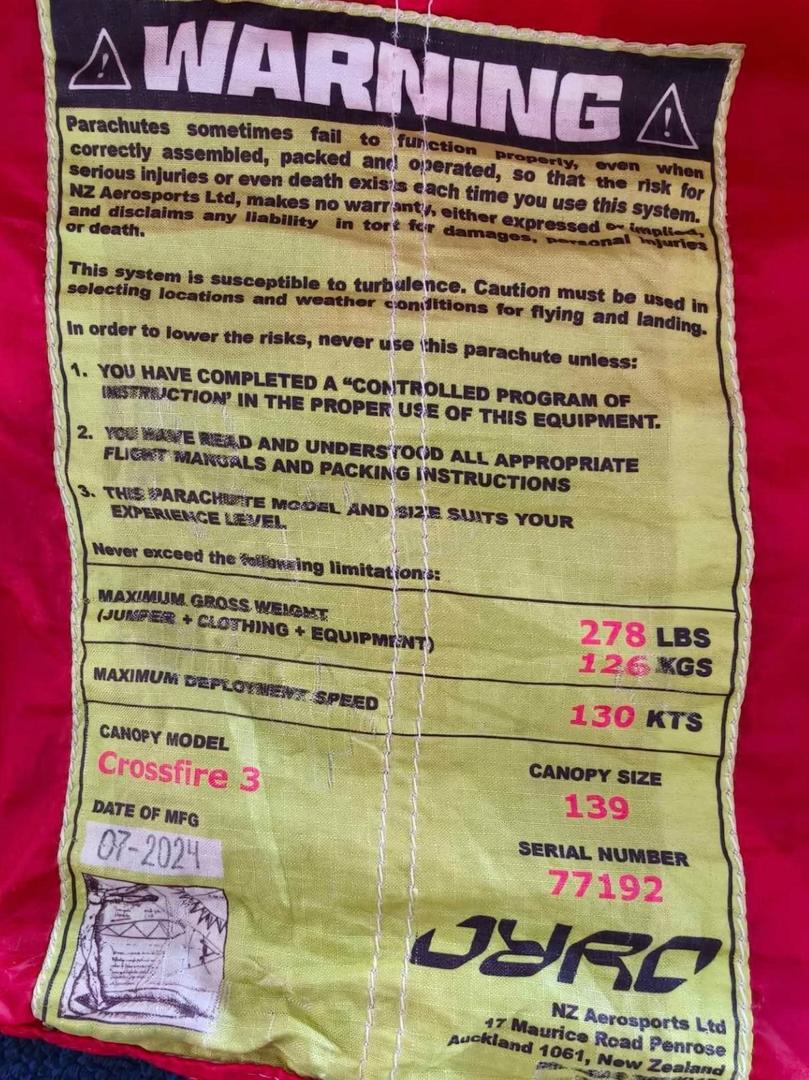 WARNING
Parachutes sometimes fail to function properly, even when
correctly assembled, packed and operated, so that the risk for
serious injuries or even death exists each time you use this system.
NZ Aerosports Ltd, makes no warranty, either expressed or implied,
and disclaims any liability in tort for damages, personal injuries
or death.
This system is susceptible to turbulence. Caution must be used in
selecting locations and weather conditions for flying and landing.
In order to lower the risks, never use this parachute unless:
1. YOU HAVE COMPLETED A “CONTROLLED PROGRAM OF
INSTRUCTION’ IN THE PROPER USE OF THIS EQUIPMENT.
2. YOU HAVE READ AND UNDERSTOOD ALL APPROPRIATE
FLIGHT MANUALS AND PACKING INSTRUCTIONS
3. THIS PARACHUTE MODEL AND SIZE SUITS YOUR
EXPERIENCE LEVEL.
Never exceed the following limitations:
MAXIMUM GROSS WEIGHT
(JUMPER + CLOTHING + EQUIPMENT)
278 LBS
126 KGS
MAXIMUM DEPLOYMENT SPEED
130 KTS
CANOPY MODEL
Crossfire 3
CANOPY SIZE
139
DATE OF MFG
07-2024
SERIAL NUMBER
77192
JYRO
NZ Aerosports Ltd
17 Maurice Road Penrose
Auckland 1061, New Zealand